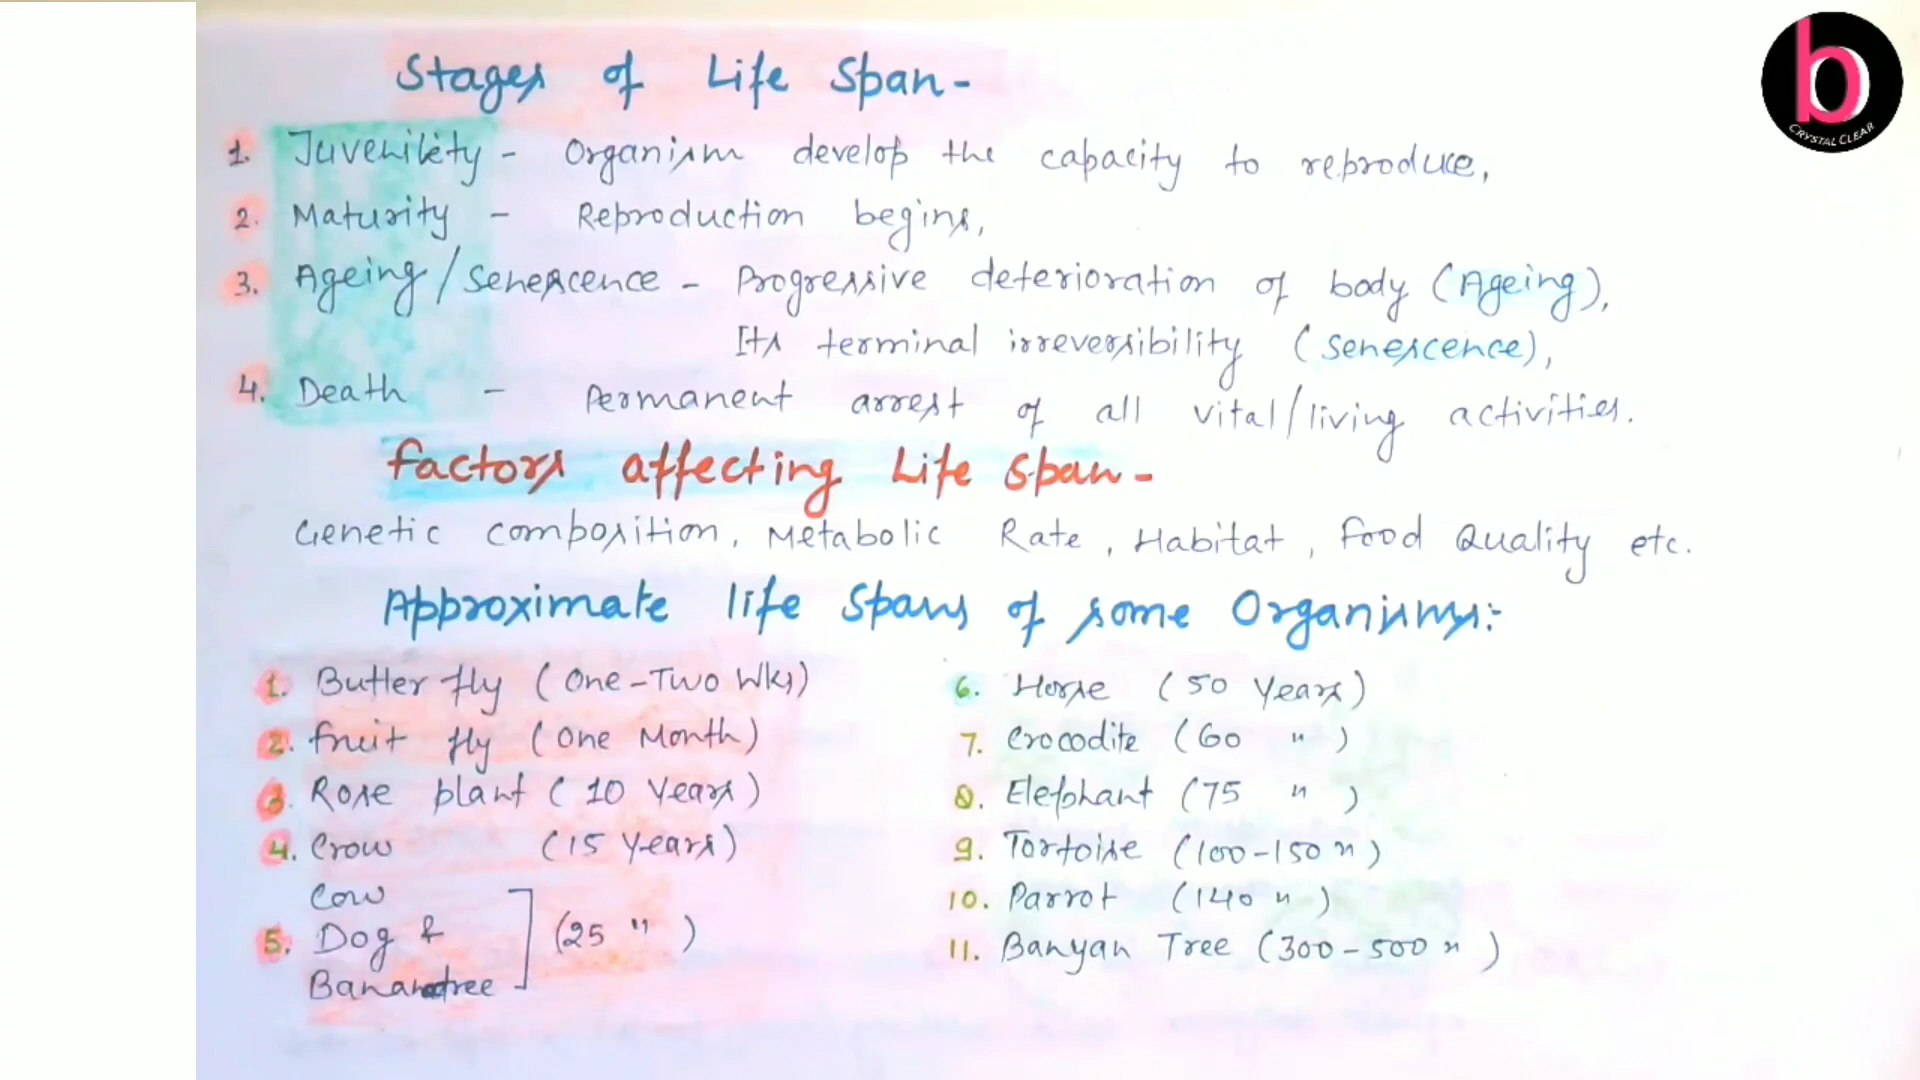 Stages of Life Span-
1. Juvenility - Organism develop the capacity to reproduce,
2. Maturity - Reproduction begins,
3. Ageing/Senescence - Progressive deterioration of body (Ageing),
Its terminal irreversibility (senescence),
4. Death - Permanent arrest of all vital/living activities.
Factors affecting Life Span-
Genetic composition, Metabolic Rate, Habitat, Food Quality etc.
Approximate life Spans of some Organisms:-
1. Butter fly (One-Two Wks)
2. Fruit fly (One Month)
3. Rose plant (10 Years)
4. Crow (15 Years)
Cow
5. Dog & (25 ")
Bananatree
6. Horse (50 Years)
7. Crocodite (60 ")
8. Elephant (75 ")
9. Tortoise (100-150 ")
10. Parrot (140 ")
11. Banyan Tree (300-500 ")
b
CRYSTAL CLEAR